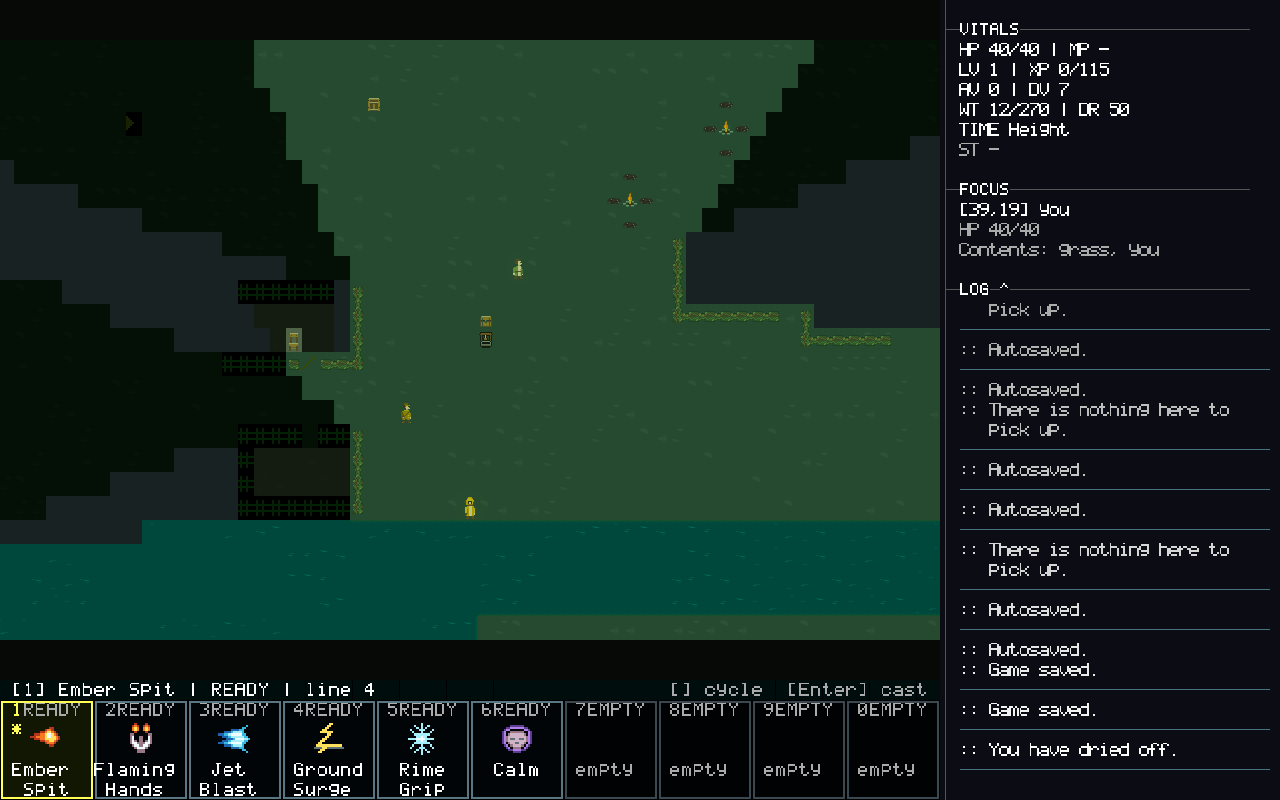 VITALS
HP 40/40 | MP -
LV 1 | XP 0/115
AV 0 | DV 7
WT 12/270 | DR 50
TIME Height
ST -
FOCUS
[39,19] You
HP 40/40
Contents: grass, You
LOG ^
Pick up.
:: Autosaved.
:: Autosaved.
:: There is nothing here to
Pick up.
:: Autosaved.
:: Autosaved.
:: There is nothing here to
Pick up.
:: Autosaved.
:: Autosaved.
:: Game saved.
:: Game saved.
:: You have dried off.
[1] Ember Spit | READY | line 4
[] cycle [Enter] cast
1READY 2READY 3READY 4READY 5READY 6READY 7EMPTY 8EMPTY 9EMPTY 0EMPTY
*
Ember Flaming Jet Ground Rime Calm empty empty empty empty
Spit Hands Blast Surge Grip